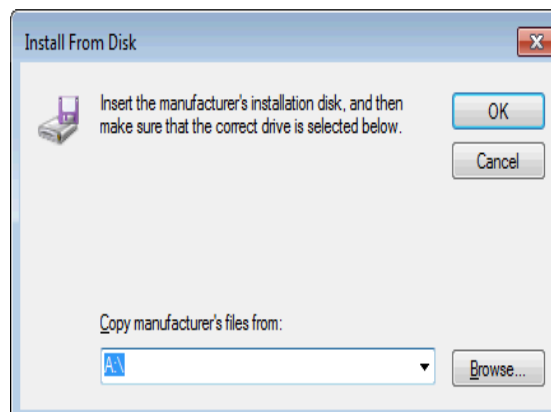 Install From Disk
Insert the manufacturer's installation disk, and then
make sure that the correct drive is selected below.
OK
Cancel
Copy manufacturer's files from:
A:\
Browse...